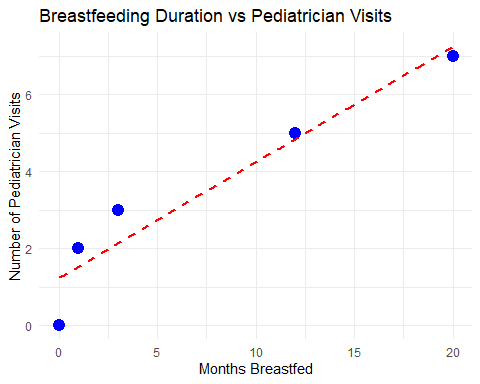 Breastfeeding Duration vs Pediatrician Visits
Number of Pediatrician Visits
6
4
2
0
0 5 10 15 20
Months Breastfed